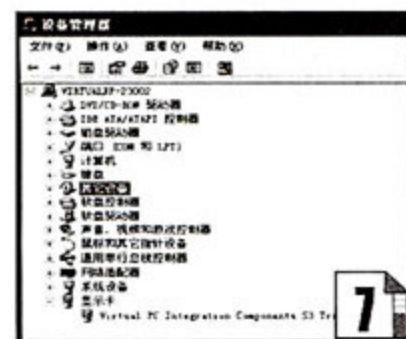 设备管理器
文件(F) 操作(A) 查看(V) 帮助(H)
VIRTUALXP-23002
DVD/CD-ROM 驱动器
IDE ATA/ATAPI 控制器
磁盘驱动器
端口 (COM 和 LPT)
计算机
键盘
其它设备
软盘控制器
软盘驱动器
声音、视频和游戏控制器
鼠标和其它指针设备
通用串行总线控制器
网络适配器
系统设备
显示卡
Virtual PC Integration Components S3 Tri
7